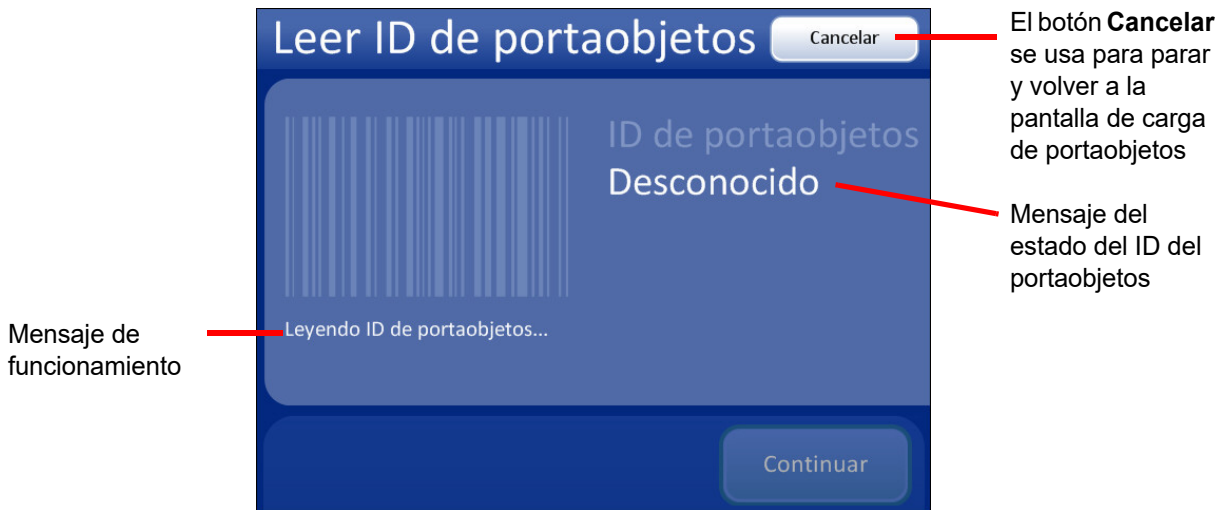 Leer ID de portaobjetos
Cancelar
El botón Cancelar
se usa para parar
y volver a la
pantalla de carga
de portaobjetos
ID de portaobjetos
Desconocido
Mensaje del
estado del ID del
portaobjetos
Leyendo ID de portaobjetos...
Mensaje de
funcionamiento
Continuar